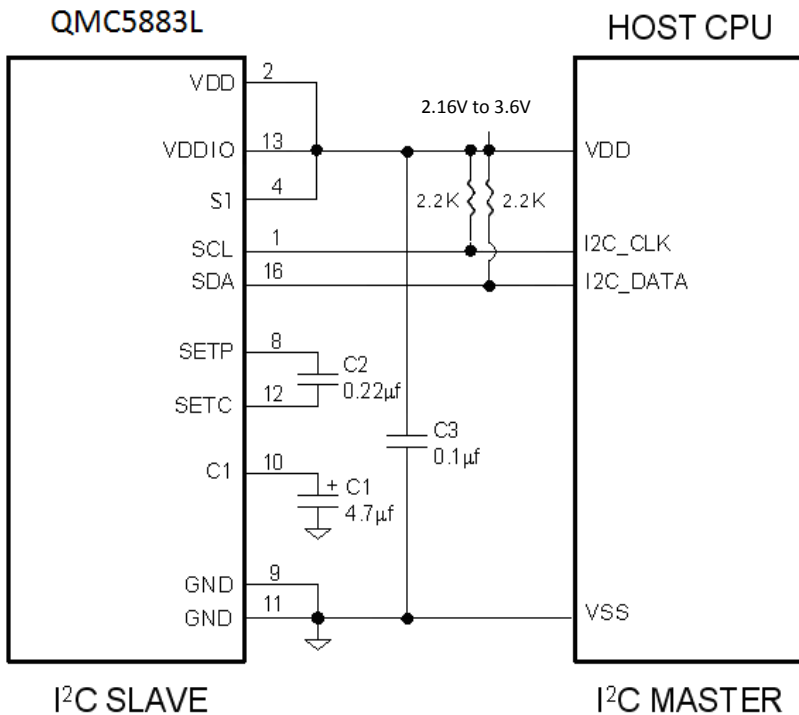 QMC5883L
HOST CPU
VDD 2
2.16V to 3.6V
VDDIO 13
VDD
S1 4
2.2K 2.2K
SCL 1
I2C_CLK
SDA 16
I2C_DATA
SETP 8
C2
0.22µf
SETC 12
C3
0.1µf
C1 10
+ C1
4.7µf
GND 9
GND 11
VSS
I²C SLAVE
I²C MASTER